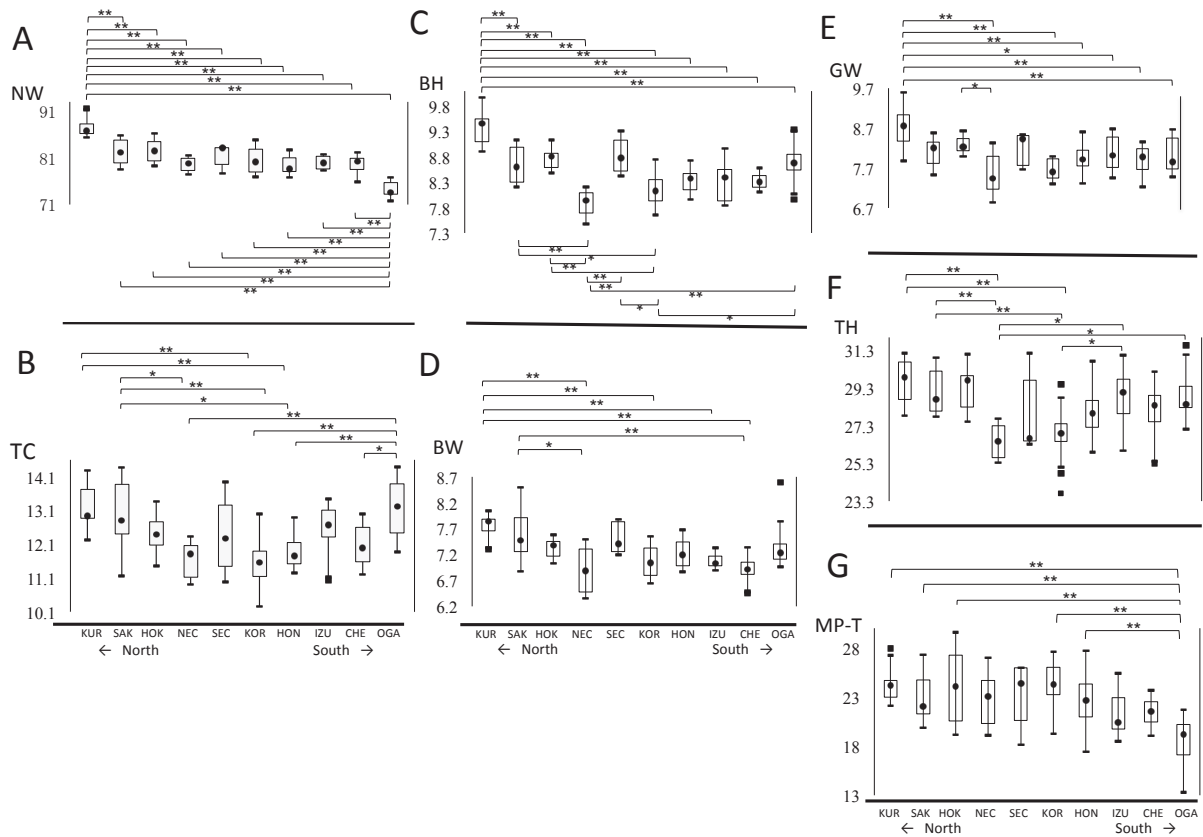 A
NW
91
81
71
** ** ** ** ** ** ** ** **
** ** ** ** ** ** ** **
B
TC
14.1
13.1
12.1
11.1
10.1
** ** * ** * ** ** ** *
KUR SAK HOK NEC SEC KOR HON IZU CHE OGA
← North South →
C
BH
9.8
9.3
8.8
8.3
7.8
7.3
** ** ** ** ** ** ** **
** * ** ** ** ** * *
D
BW
8.7
8.2
7.7
7.2
6.7
6.2
** ** ** ** ** *
KUR SAK HOK NEC SEC KOR HON IZU CHE OGA
← North South →
E
GW
9.7
8.7
7.7
6.7
** ** ** * ** ** *
F
TH
31.3
29.3
27.3
25.3
23.3
** ** ** ** * * *
G
MP-T
28
23
18
13
** ** ** ** **
KUR SAK HOK NEC SEC KOR HON IZU CHE OGA
← North South →